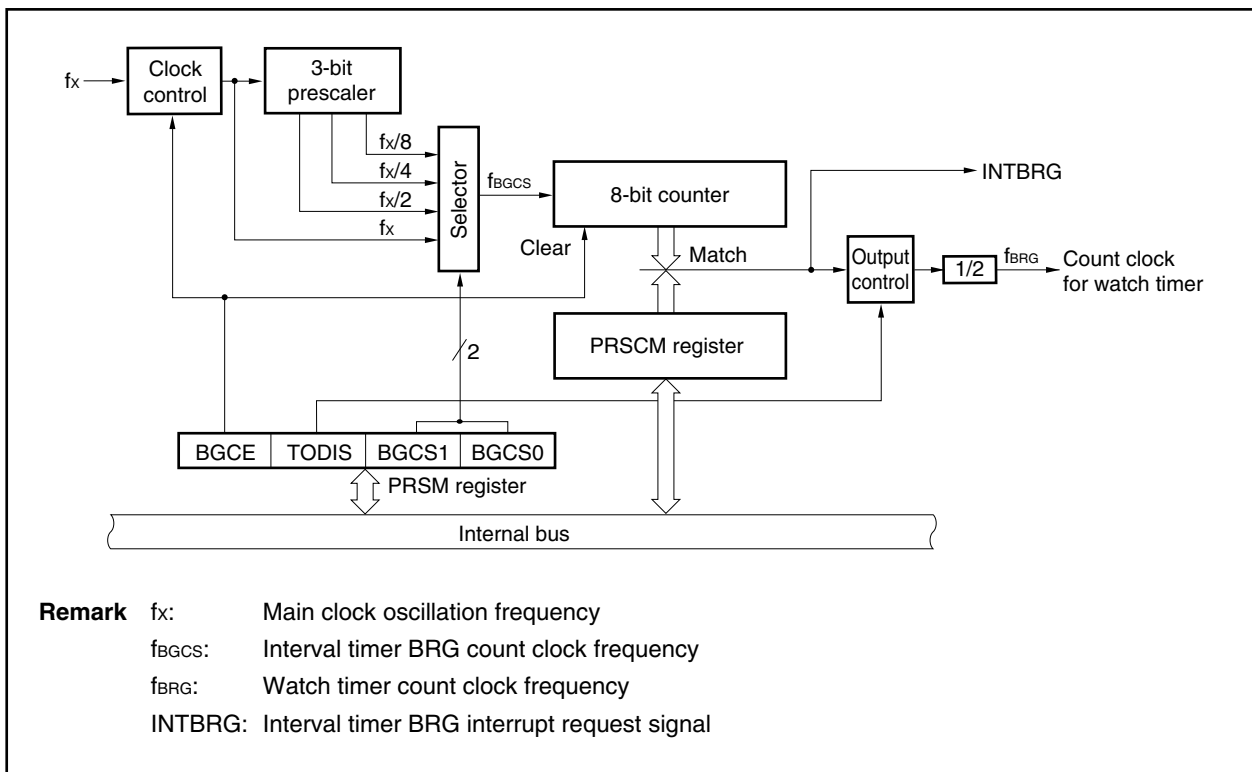 fX
Clock
control
3-bit
prescaler
fX/8
fX/4
fX/2
fX
Selector
fBGCS
8-bit counter
Clear
Match
INTBRG
Output
control
1/2
fBRG
Count clock
for watch timer
PRSCM register
2
BGCE TODIS BGCS1 BGCS0
PRSM register
Internal bus
Remark fX: Main clock oscillation frequency
fBGCS: Interval timer BRG count clock frequency
fBRG: Watch timer count clock frequency
INTBRG: Interval timer BRG interrupt request signal